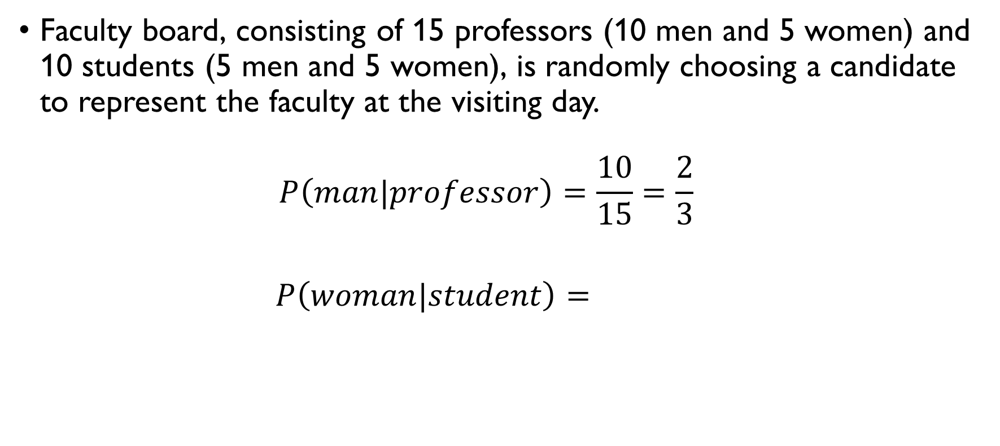 • Faculty board, consisting of 15 professors (10 men and 5 women) and
10 students (5 men and 5 women), is randomly choosing a candidate
to represent the faculty at the visiting day.
P(man|professor) = 10/15 = 2/3
P(woman|student) =